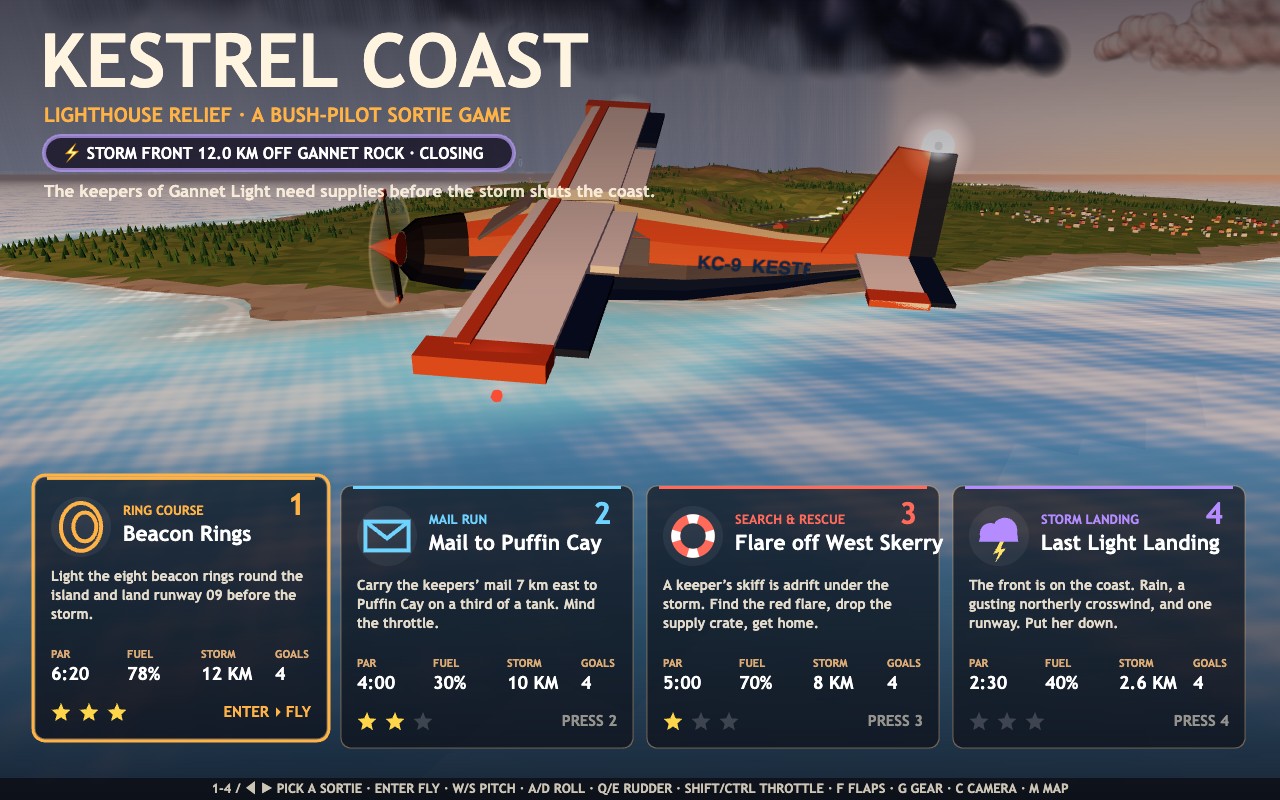 KESTREL COAST
LIGHTHOUSE RELIEF · A BUSH-PILOT SORTIE GAME
⚡ STORM FRONT 12.0 KM OFF GANNET ROCK · CLOSING
The keepers of Gannet Light need supplies before the storm shuts the coast.
KC-9 KESTR
RING COURSE 1
Beacon Rings
Light the eight beacon rings round the
island and land runway 09 before the
storm.
PAR FUEL STORM GOALS
6:20 78% 12 KM 4
ENTER ▸ FLY
MAIL RUN 2
Mail to Puffin Cay
Carry the keepers’ mail 7 km east to
Puffin Cay on a third of a tank. Mind
the throttle.
PAR FUEL STORM GOALS
4:00 30% 10 KM 4
PRESS 2
SEARCH & RESCUE 3
Flare off West Skerry
A keeper’s skiff is adrift under the
storm. Find the red flare, drop the
supply crate, get home.
PAR FUEL STORM GOALS
5:00 70% 8 KM 4
PRESS 3
STORM LANDING 4
Last Light Landing
The front is on the coast. Rain, a
gusting northerly crosswind, and one
runway. Put her down.
PAR FUEL STORM GOALS
2:30 40% 2.6 KM 4
PRESS 4
1-4 / ◀ ▶ PICK A SORTIE · ENTER FLY · W/S PITCH · A/D ROLL · Q/E RUDDER · SHIFT/CTRL THROTTLE · F FLAPS · G GEAR · C CAMERA · M MAP